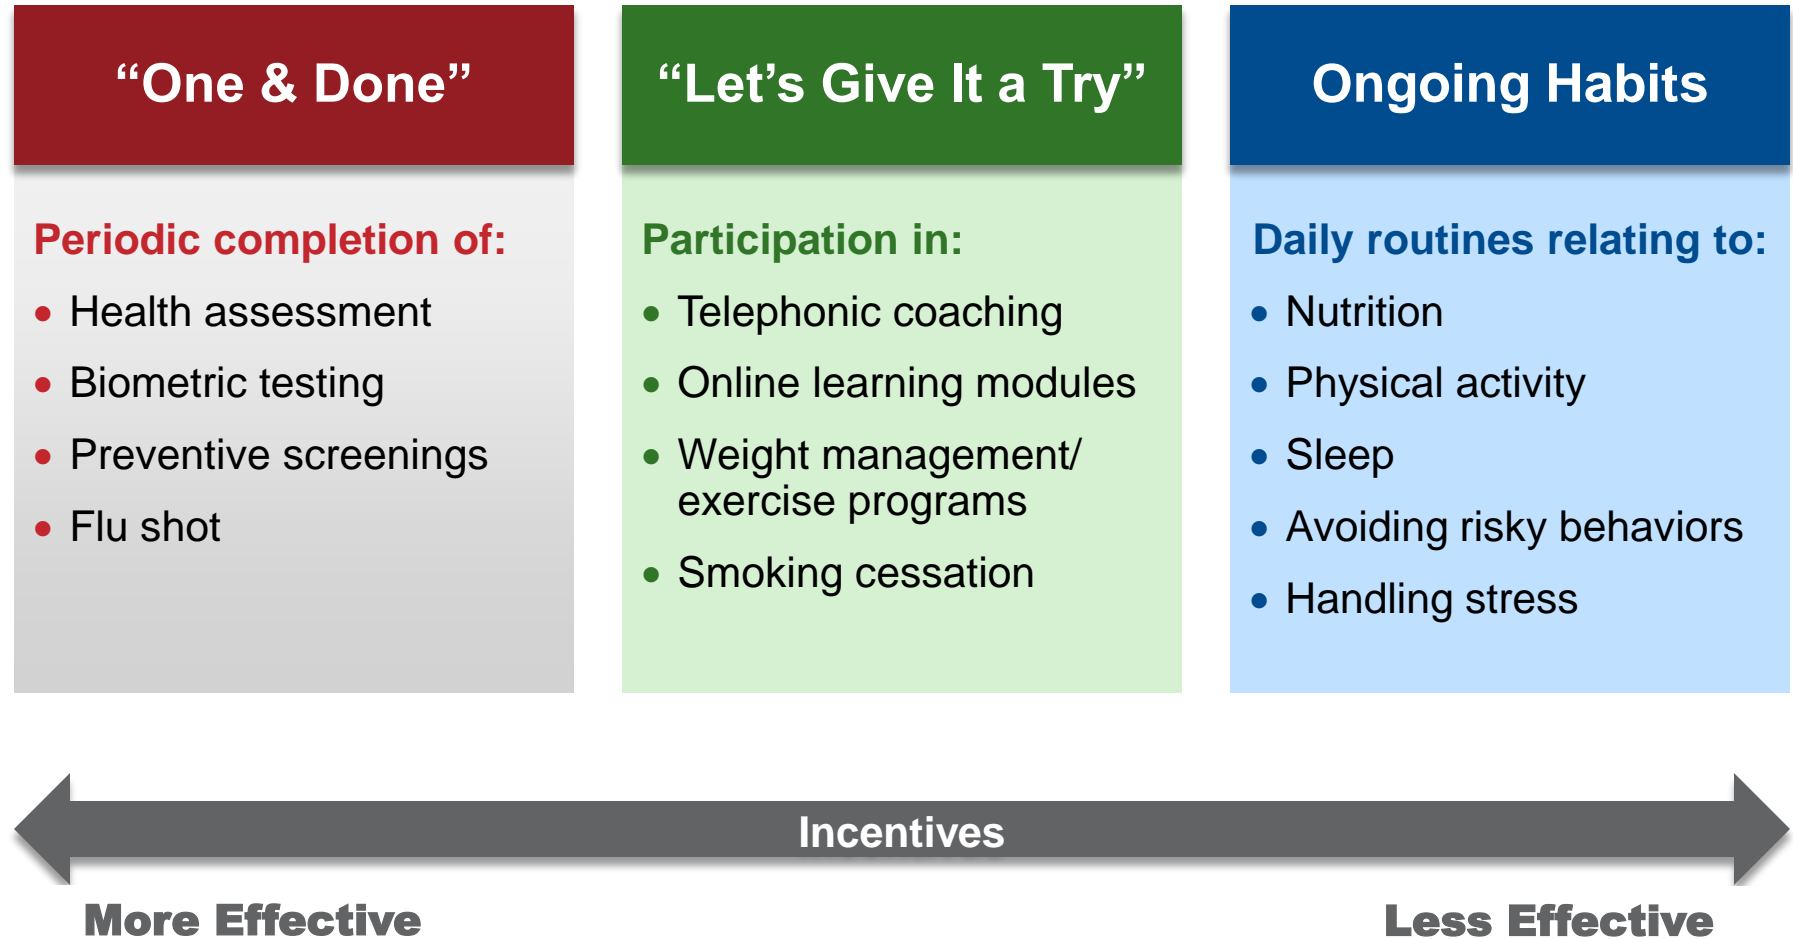 “One & Done”
Periodic completion of:
• Health assessment
• Biometric testing
• Preventive screenings
• Flu shot
“Let’s Give It a Try”
Participation in:
• Telephonic coaching
• Online learning modules
• Weight management/
exercise programs
• Smoking cessation
Ongoing Habits
Daily routines relating to:
• Nutrition
• Physical activity
• Sleep
• Avoiding risky behaviors
• Handling stress
Incentives
More Effective
Less Effective